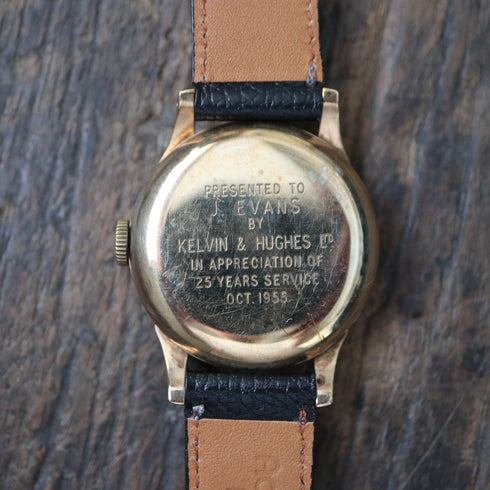 PRESENTED TO
J. EVANS
BY
KELVIN & HUGHES LTD
IN APPRECIATION OF
25 YEARS SERVICE
OCT. 1955